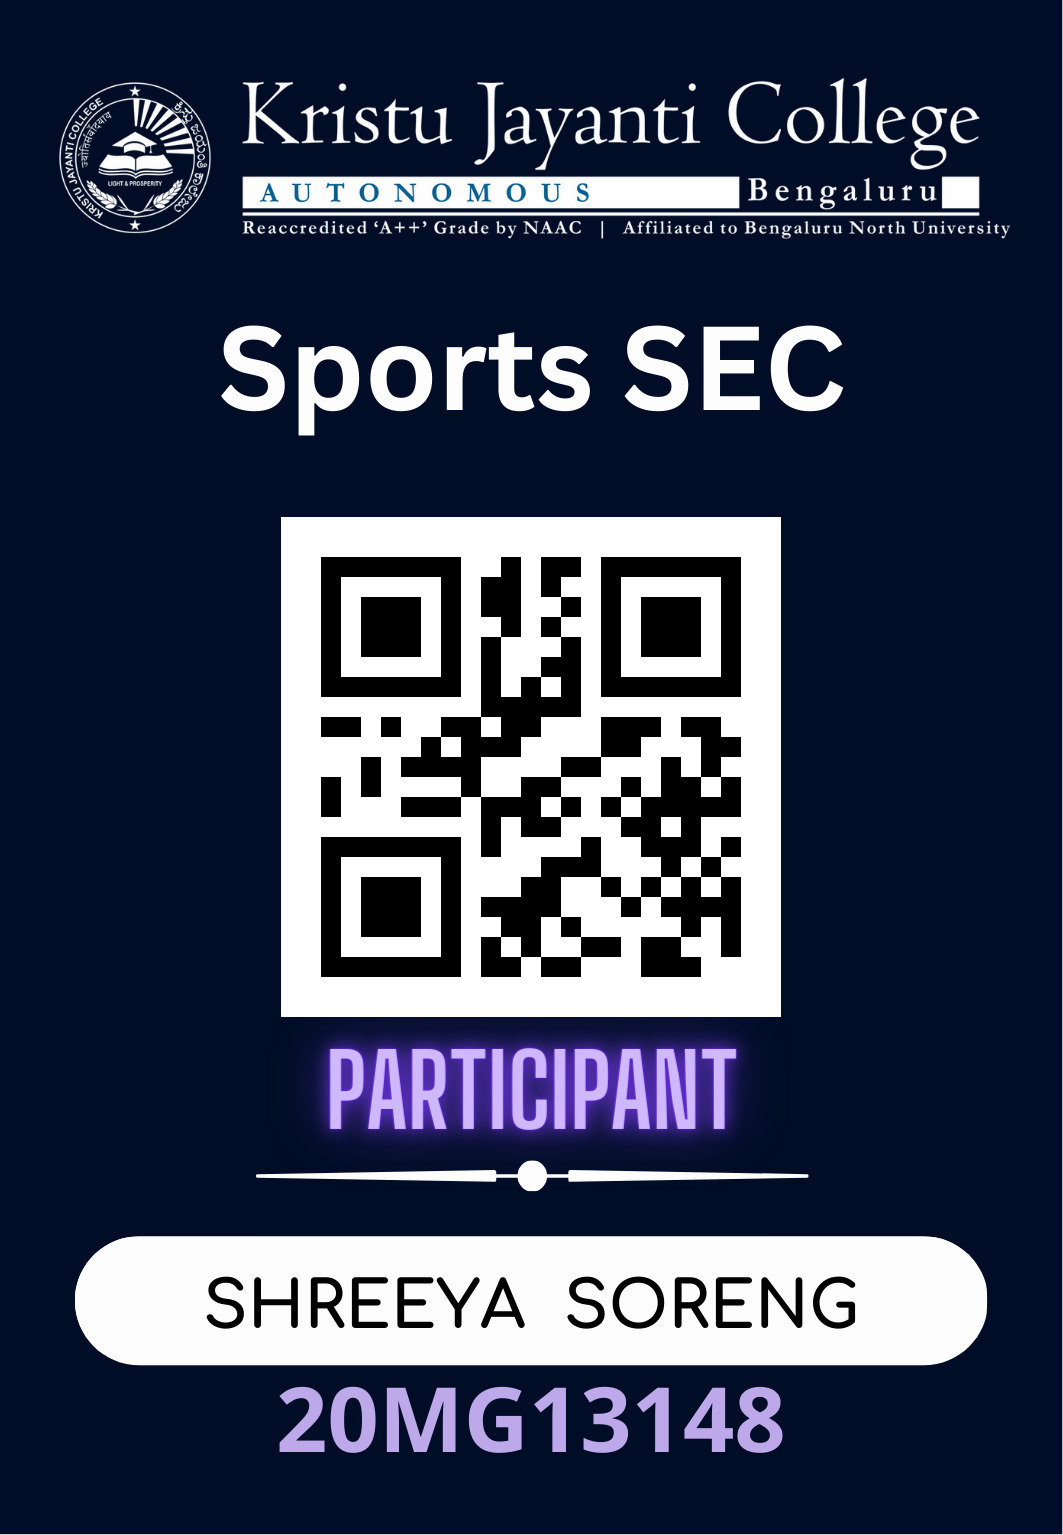 KRISTU JAYANTI COLLEGE
ಕ್ರಿಸ್ತು ಜಯಂತಿ ಕಾಲೇಜು
LIGHT & PROSPERITY
Kristu Jayanti College
AUTONOMOUS Bengaluru
Reaccredited ‘A++’ Grade by NAAC | Affiliated to Bengaluru North University
Sports SEC
PARTICIPANT
SHREEYA SORENG
20MG13148